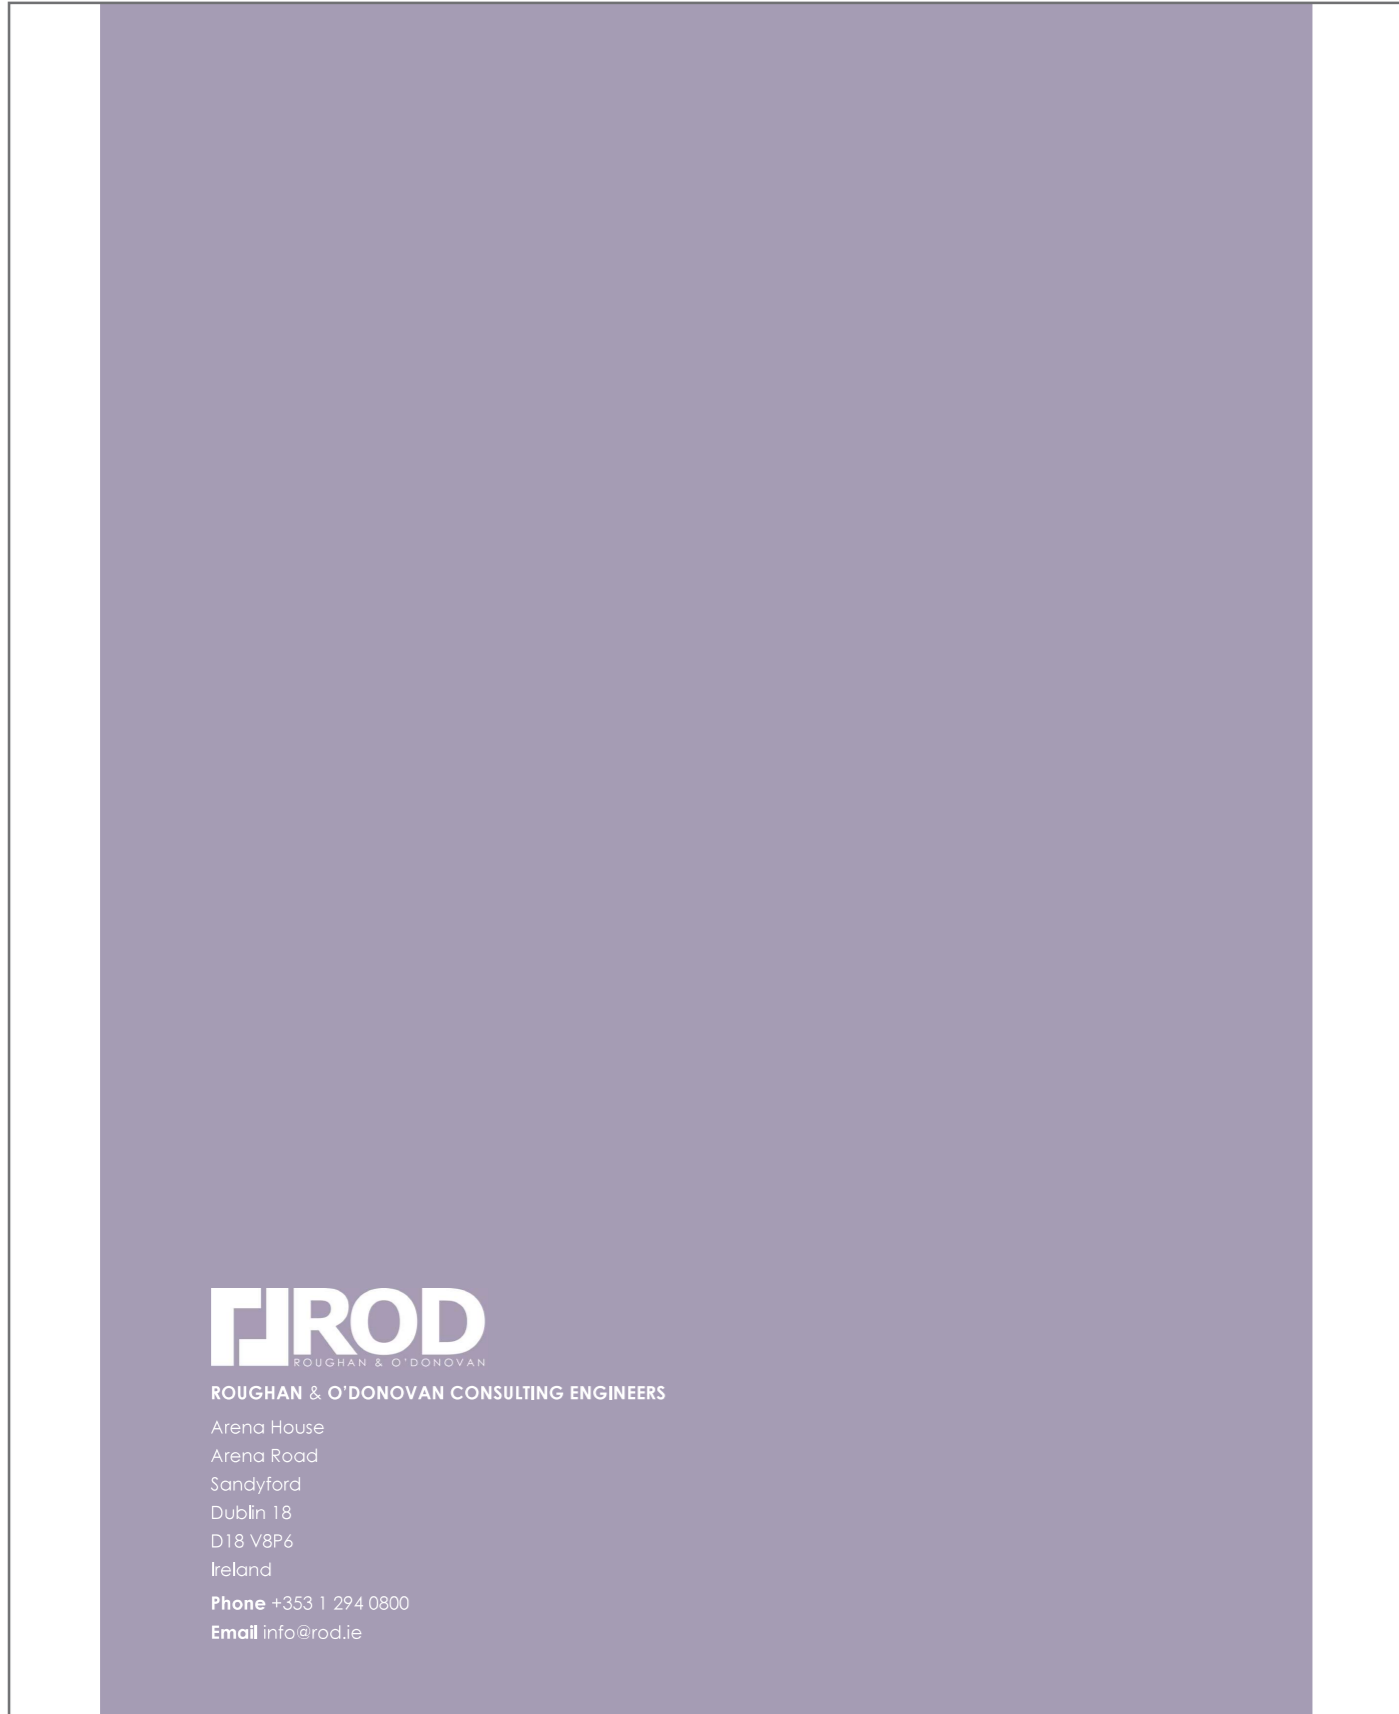 ROD
ROUGHAN & O'DONOVAN
ROUGHAN & O'DONOVAN CONSULTING ENGINEERS
Arena House
Arena Road
Sandyford
Dublin 18
D18 V8P6
Ireland
Phone +353 1 294 0800
Email info@rod.ie